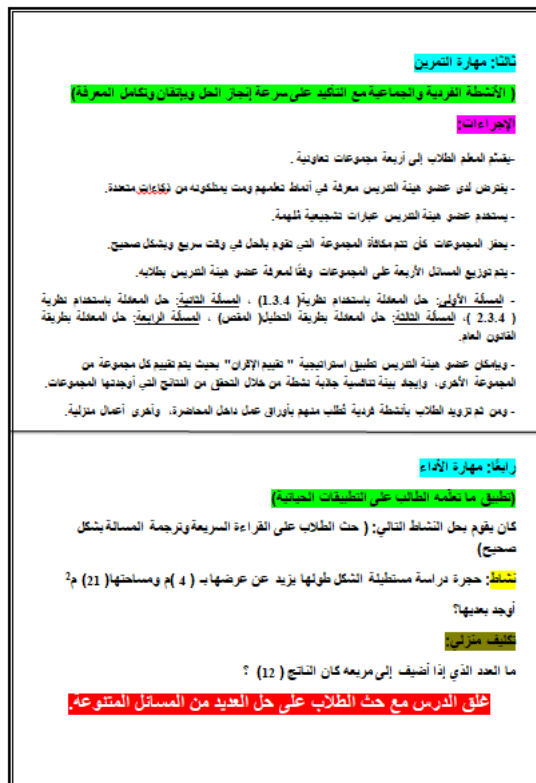 ثالثا: مهارة التمرين
( الأنشطة الفردية والجماعية مع التأكيد على سرعة إنجاز الحل وبإتقان وتكامل المعرفة)
الإجراءات:
-يقسم المعلم الطلاب إلى أربعة مجموعات تعاونية .
- يفترض لدى عضو هيئة التدريس معرفة في أنماط تعلمهم ومت يمتلكونه من ذكاءات متعددة.
- يستخدم عضو هيئة التدريس عبارات تشجيعية مُلهمة.
- يحفز المجموعات كأن تتم مكافأة المجموعة التي تقوم بالحل في وقت سريع وبشكل صحيح.
- يتم توزيع المسائل الأربعة على المجموعات وفقًا لمعرفة عضو هيئة التدريس بطلابه.
- المسألة الأولى: حل المعادلة باستخدام نظرية( 1.3.4) ، المسألة الثانية: حل المعادلة باستخدام نظرية
( 2.3.4 )، المسألة الثالثة: حل المعادلة بطريقة التحليل( المقص) ، المسألة الرابعة: حل المعادلة بطريقة
القانون العام.
- وبإمكان عضو هيئة التدريس تطبيق استراتيجية " تقييم الإقران" بحيث يتم تقييم كل مجموعة من
المجموعة الأخرى، وإيجاد بيئة تنافسية جاذبة نشطة من خلال التحقق من النتائج التي أوجدتها المجموعات.
- ومن ثم تزويد الطلاب بأنشطة فردية تُطلب منهم بأوراق عمل داخل المحاضرة، وأخرى أعمال منزلية.
رابعًا: مهارة الأداء
(تطبيق ما تعلمه الطالب على التطبيقات الحياتية)
كان يقوم بحل النشاط التالي: ( حث الطلاب على القراءة السريعة وترجمة المسالة بشكل
صحيح)
نشاط: حجرة دراسة مستطيلة الشكل طولها يزيد عن عرضها بـ ( 4 )م ومساحتها( 21) م²
أوجد بعديها؟
تكليف منزلي:
ما العدد الذي إذا أضيف إلى مربعه كان الناتج ( 12) ؟
غلق الدرس مع حث الطلاب على حل العديد من المسائل المتنوعة.